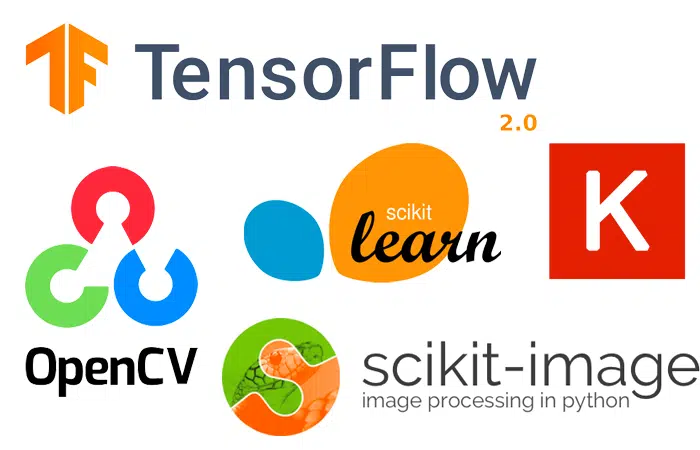 TensorFlow
2.0
scikit
learn
K
OpenCV
scikit-image
image processing in python